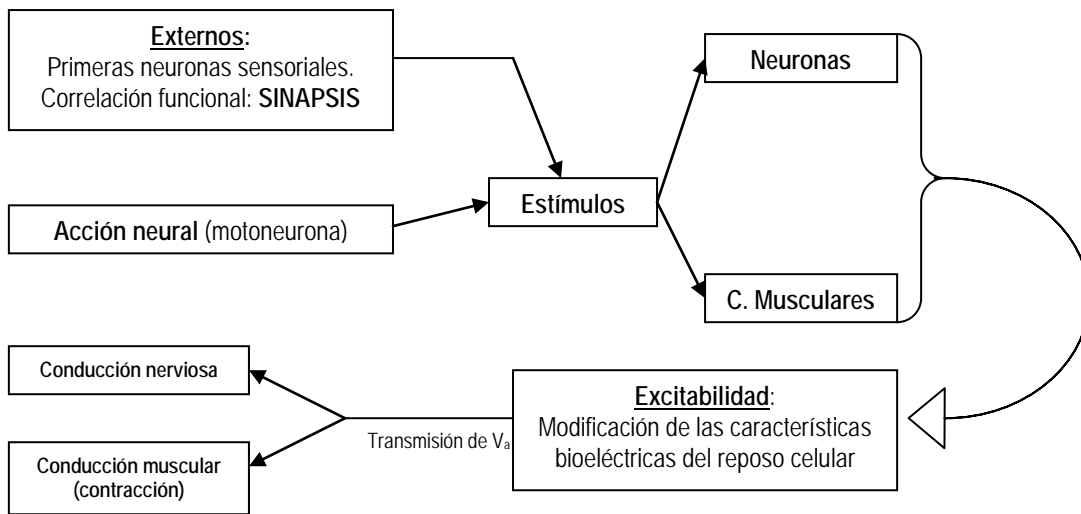 Externos:
Primeras neuronas sensoriales.
Correlación funcional: SINAPSIS
Neuronas
Estímulos
Acción neural (motoneurona)
C. Musculares
Conducción nerviosa
Excitabilidad:
Modificación de las características
bioeléctricas del reposo celular
Transmisión de Va
Conducción muscular
(contracción)